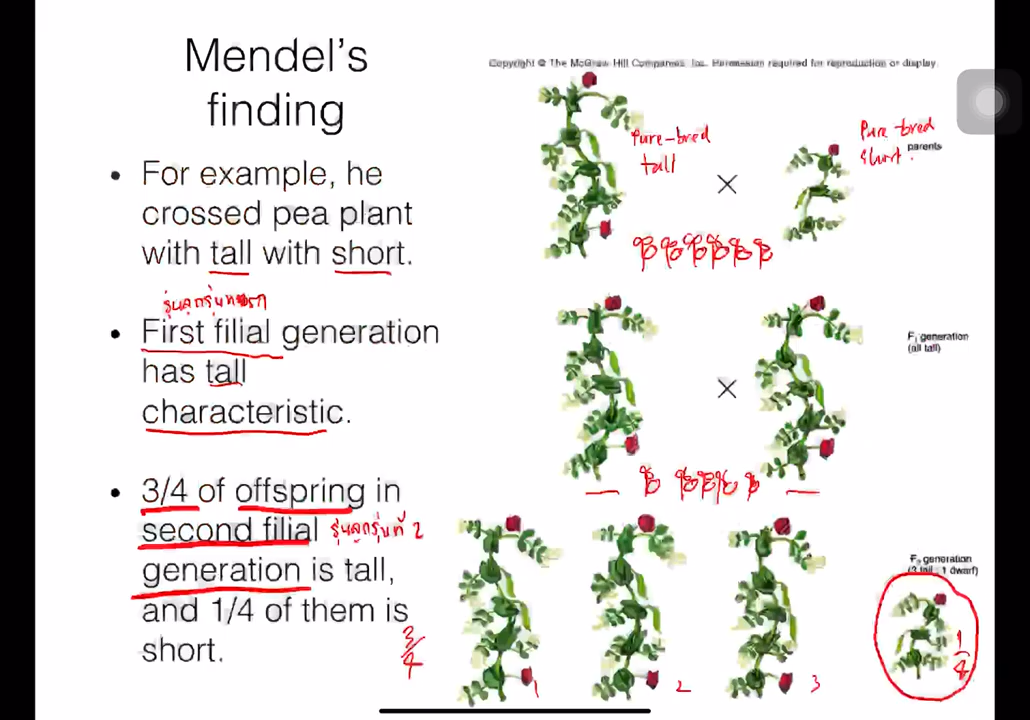 Mendel's
finding
• For example, he
crossed pea plant
with tall with short.
รุ่นลูกรุ่นแรก
• First filial generation
has tall
characteristic.
• 3/4 of offspring in
second filial รุ่นลูกรุ่นที่ 2
generation is tall,
and 1/4 of them is
short.
3/4
Copyright © The McGraw-Hill Companies, Inc. Permission required for reproduction or display.
Pure-bred
tall
×
Pure-bred
short.
parents
×
F₁ generation
(all tall)
F₂ generation
(3 tall : 1 dwarf)
1
2
3
1/4